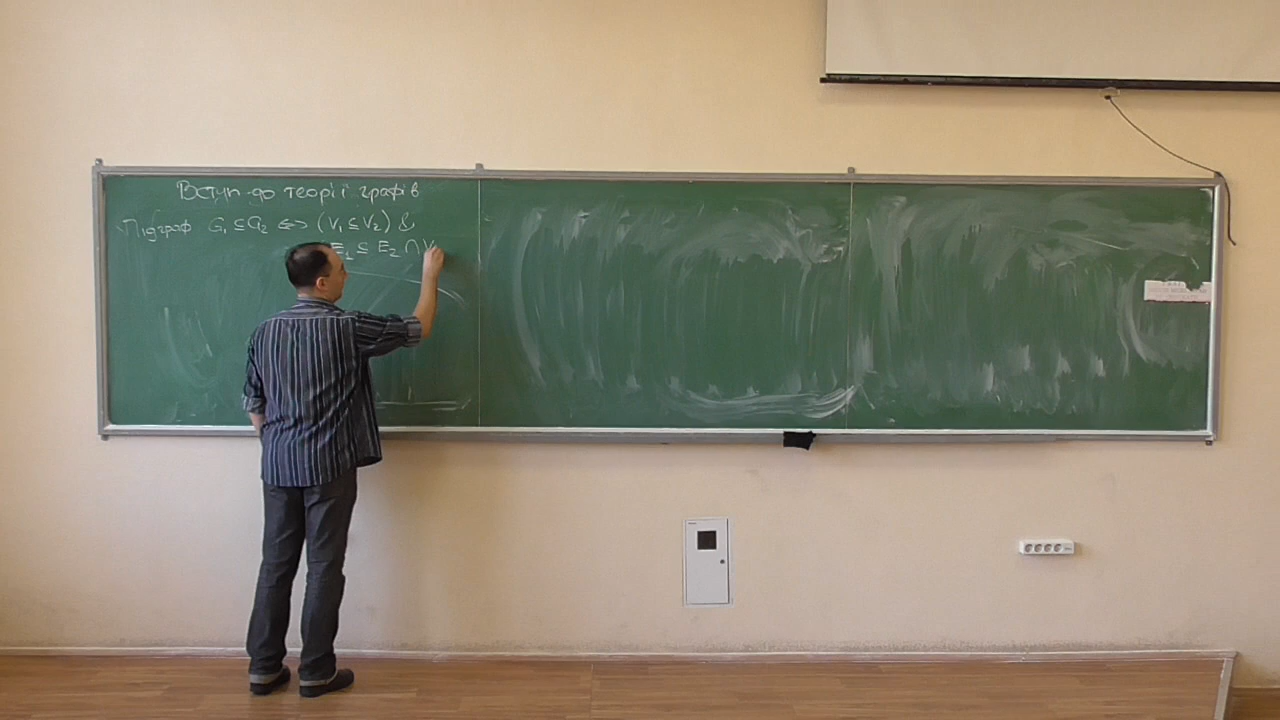 Вступ до теорії графів
Підграф G₁ ⊆ G₂ ⇔ (V₁ ⊆ V₂) &
E₁ ⊆ E₂ ∩ V